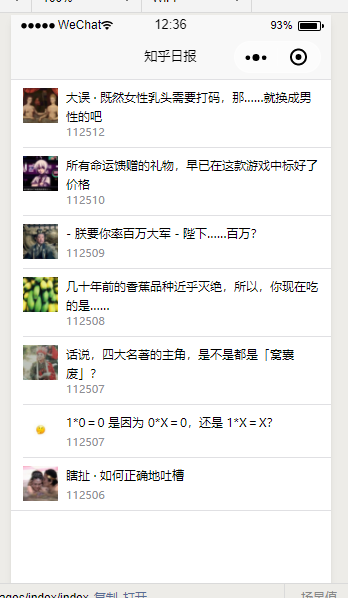 ●●●●● WeChat
12:36
93%
知乎日报
大误 · 既然女性乳头需要打码，那……就换成男
性的吧
112512
所有命运馈赠的礼物，早已在这款游戏中标好了
价格
112510
- 朕要你率百万大军 - 陛下……百万？
112509
几十年前的香蕉品种近乎灭绝，所以，你现在吃
的是……
112508
话说，四大名著的主角，是不是都是「窝囊
废」？
112507
1*0 = 0 是因为 0*X = 0，还是 1*X = X？
112507
瞎扯 · 如何正确地吐槽
112506
ages/index/index 复制 打开
场景值